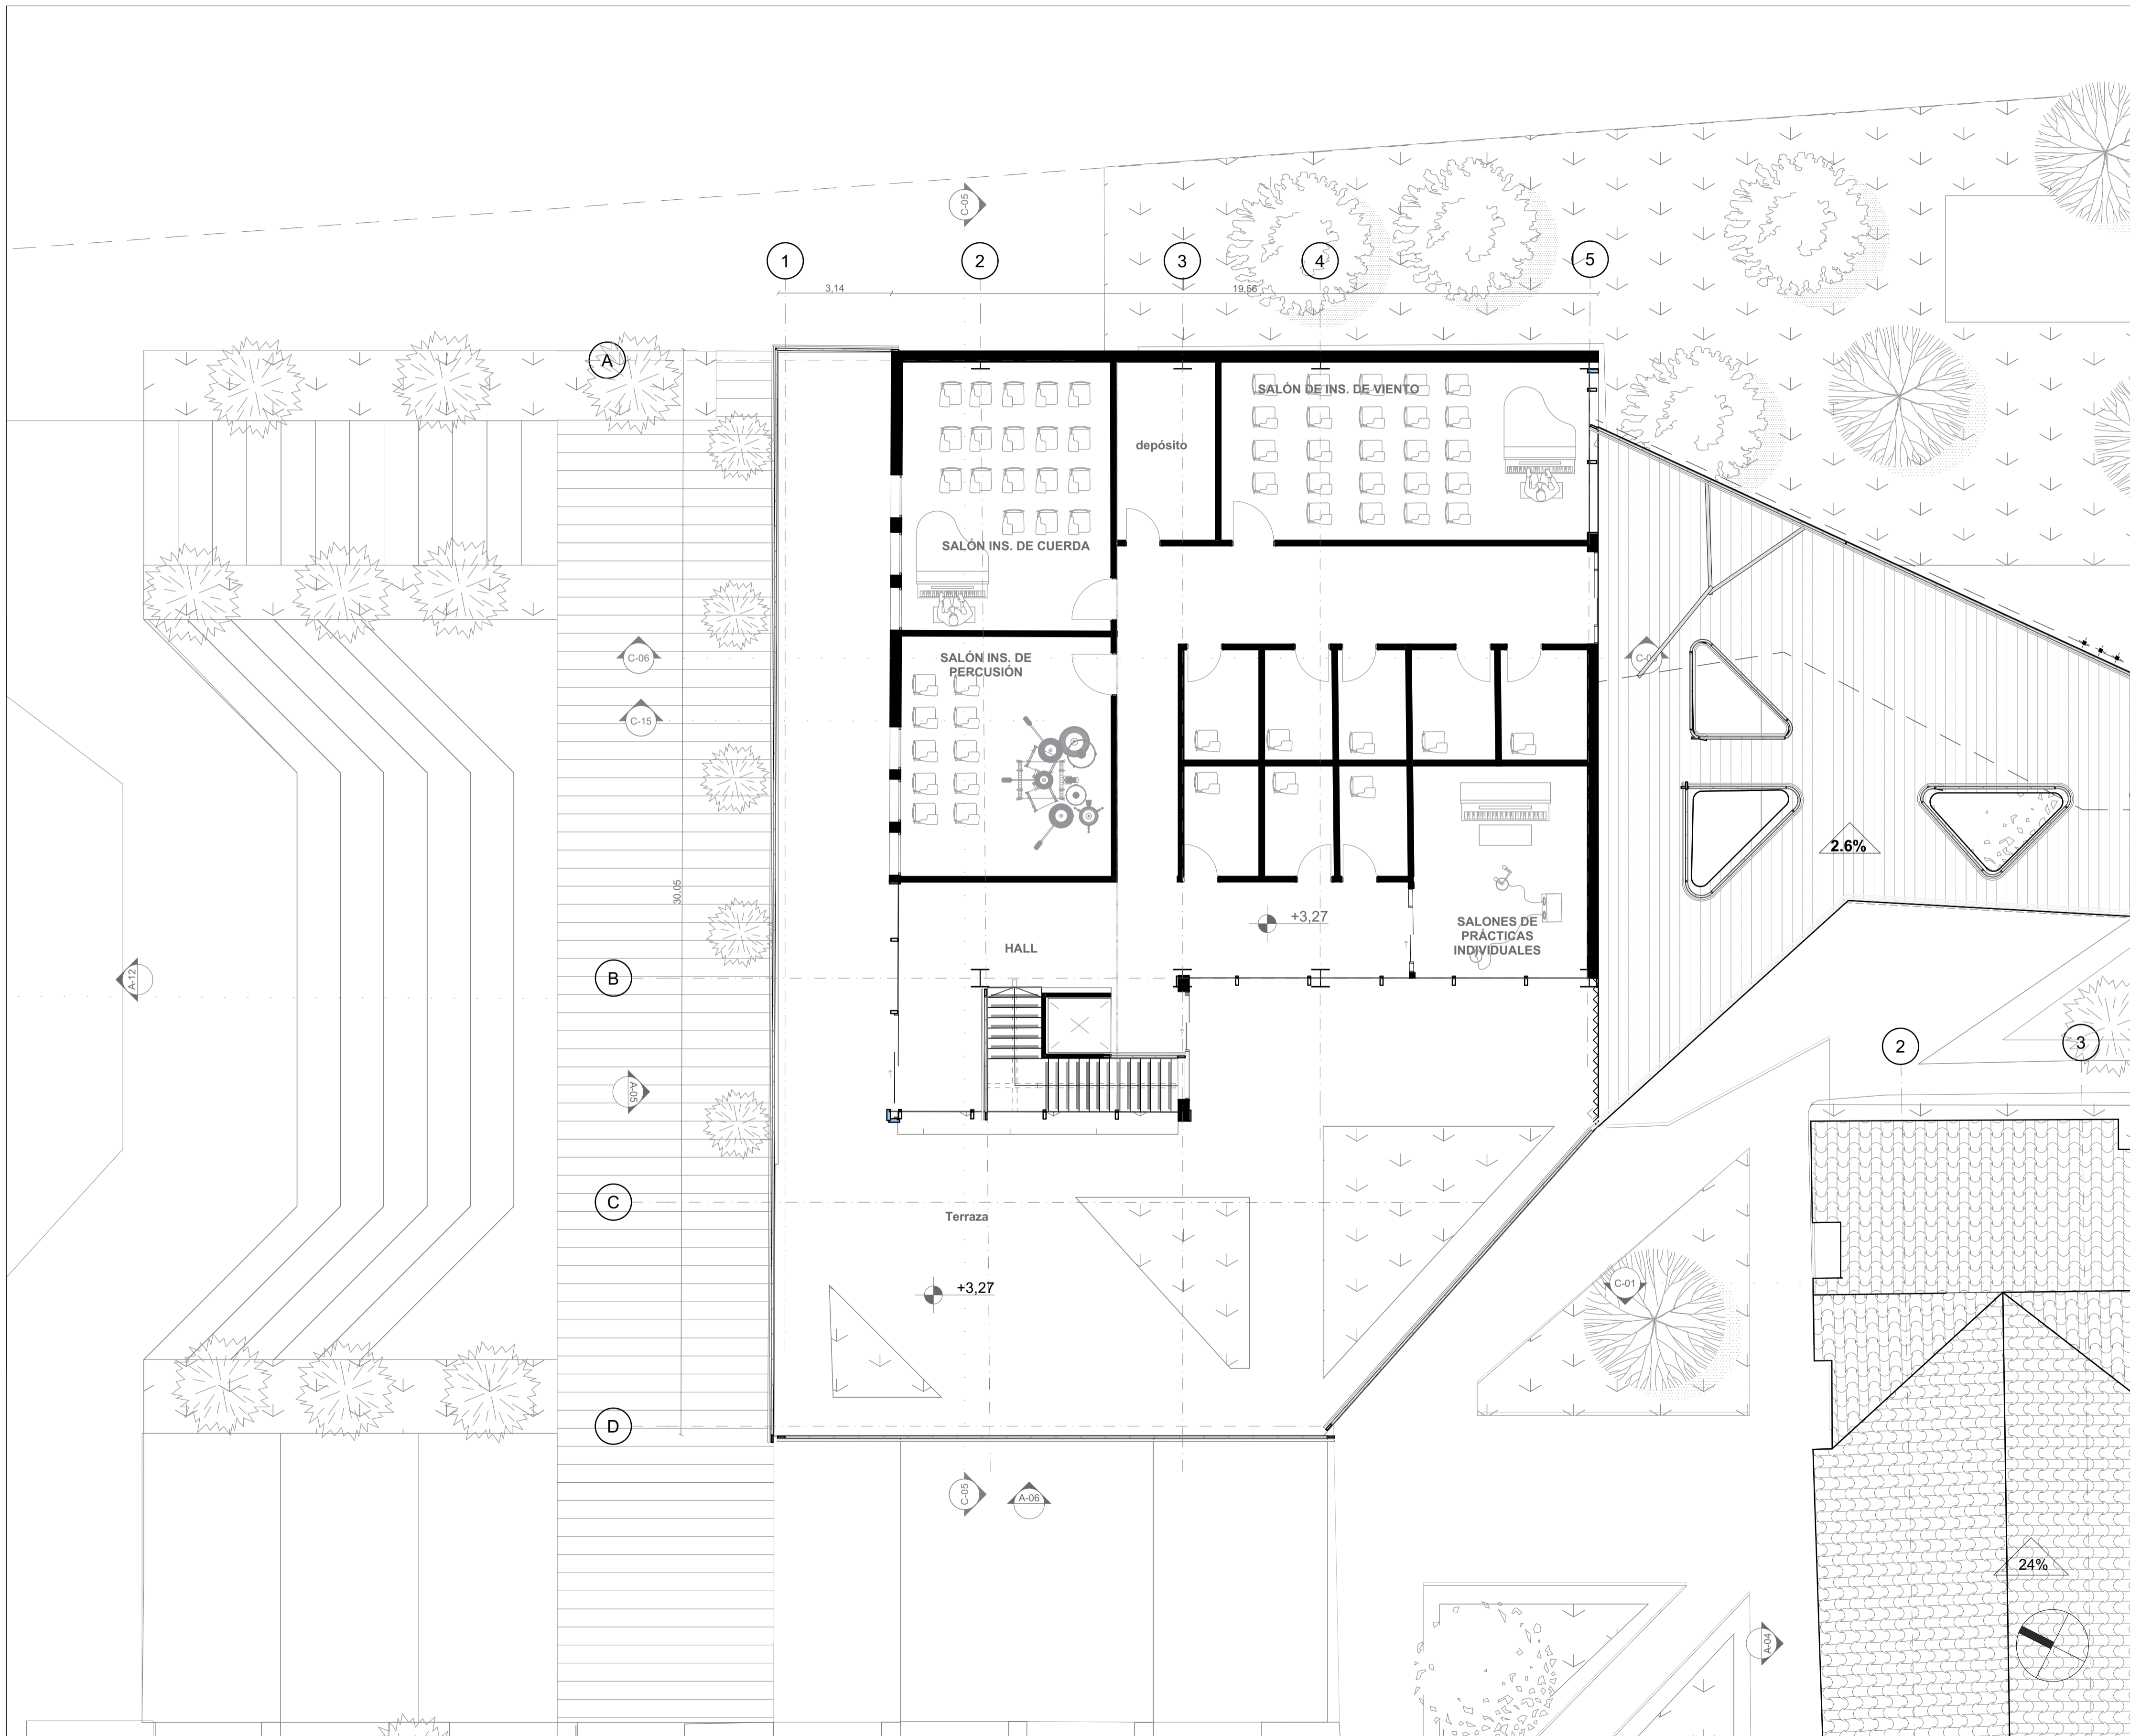 C-05
1
2
3
4
5
3,14
19,56
A
SALÓN DE INS. DE VIENTO
depósito
SALÓN INS. DE CUERDA
C-06
SALÓN INS. DE
PERCUSIÓN
C-15
2.6%
30,05
+3,27
SALONES DE
PRÁCTICAS
INDIVIDUALES
HALL
B
A-12
2
3
A-05
C
Terraza
+3,27
C-01
D
C-05
A-06
24%
A-04